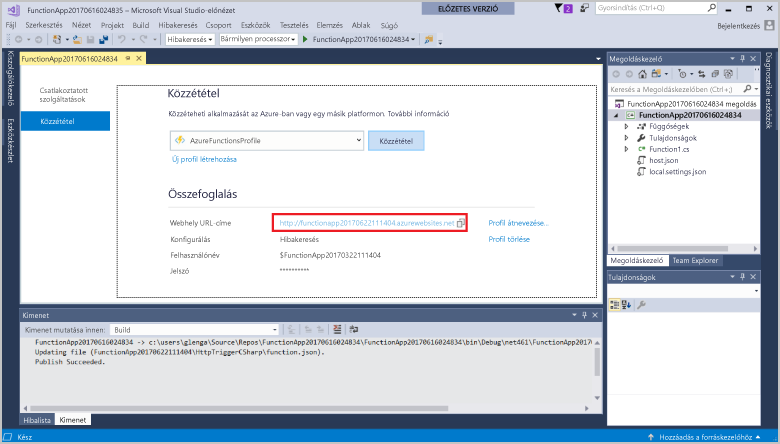 FunctionApp20170616024835 – Microsoft Visual Studio-előnézet
ELŐZETES VERZIÓ
2
Gyorsindítás (Ctrl+Q)
Fájl Szerkesztés Nézet Projekt Build Hibakeresés Csoport Eszközök Tesztelés Elemzés Ablak Súgó
Bejelentkezés
Hibakeresés Bármilyen processzor FunctionApp20170616024834
Kiszolgálókezelő
Eszközkészlet
FunctionApp20170616024834
Csatlakoztatott
szolgáltatások
Közzététel
Közzététel
Közzéteheti alkalmazását az Azure-ban vagy egy másik platformon. További információ
AzureFunctionsProfile
Közzététel
Új profil létrehozása
Összefoglalás
Webhely URL-címe http://functionapp20170622111404.azurewebsites.net Profil átnevezése...
Konfigurálás Hibakeresés Profil törlése
Felhasználónév $FunctionApp20170322111404
Jelszó **********
Megoldáskezelő
Keresés a Megoldáskezelőben (Ctrl+;)
FunctionApp20170616024834 megoldás
FunctionApp20170616024834
Függőségek
Tulajdonságok
Function1.cs
host.json
local.settings.json
Megoldáskezelő Team Explorer
Diagnosztikai eszközök
Tulajdonságok
Kimenet
Kimenet mutatása innen: Build
FunctionApp20170616024834 -> c:\users\glenga\Source\Repos\FunctionApp20170616024834\FunctionApp20170616024834\bin\Debug\net461\FunctionApp2017
Updating file (FunctionApp20170622111404\HttpTriggerCSharp\function.json).
Publish Succeeded.
Hibalista Kimenet
Kész
Hozzáadás a forráskezelőhöz